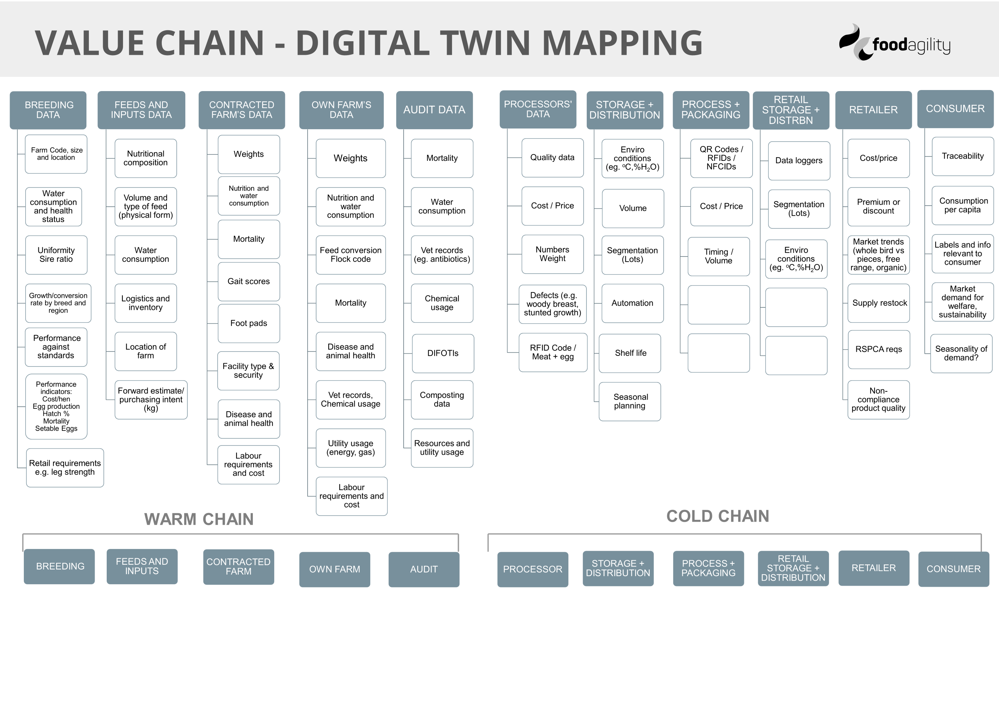 VALUE CHAIN - DIGITAL TWIN MAPPING
foodagility
BREEDING
DATA
Farm Code, size
and location
Water
consumption
and health
status
Uniformity
Sire ratio
Growth/conversion
rate by breed and
region
Performance
against
standards
Performance
indicators:
Cost/hen
Egg production
Hatch %
Mortality
Setable Eggs
Retail requirements
e.g. leg strength
FEEDS AND
INPUTS DATA
Nutritional
composition
Volume and
type of feed
(physical form)
Water
consumption
Logistics and
inventory
Location of
farm
Forward estimate/
purchasing intent
(kg)
CONTRACTED
FARM'S DATA
Weights
Nutrition and
water
consumption
Mortality
Gait scores
Foot pads
Facility type &
security
Disease and
animal health
Labour
requirements
and cost
OWN FARM'S
DATA
Weights
Nutrition and
water
consumption
Feed conversion
Flock code
Mortality
Disease and
animal health
Vet records,
Chemical usage
Utility usage
(energy, gas)
Labour
requirements and
cost
AUDIT DATA
Mortality
Water
consumption
Vet records
(eg. antibiotics)
Chemical
usage
DIFOTIs
Composting
data
Resources and
utility usage
PROCESSORS'
DATA
Quality data
Cost / Price
Numbers
Weight
Defects (e.g.
woody breast,
stunted growth)
RFID Code /
Meat + egg
STORAGE +
DISTRIBUTION
Enviro
conditions
(eg. ºC,%H₂O)
Volume
Segmentation
(Lots)
Automation
Shelf life
Seasonal
planning
PROCESS +
PACKAGING
QR Codes /
RFIDs /
NFCIDs
Cost / Price
Timing /
Volume
RETAIL
STORAGE +
DISTRBN
Data loggers
Segmentation
(Lots)
Enviro
conditions
(eg. ºC,%H₂O)
RETAILER
Cost/price
Premium or
discount
Market trends
(whole bird vs
pieces, free
range, organic)
Supply restock
RSPCA reqs
Non-
compliance
product quality
CONSUMER
Traceability
Consumption
per capita
Labels and info
relevant to
consumer
Market
demand for
welfare,
sustainability
Seasonality of
demand?
WARM CHAIN
BREEDING
FEEDS AND
INPUTS
CONTRACTED
FARM
OWN FARM
AUDIT
COLD CHAIN
PROCESSOR
STORAGE +
DISTRIBUTION
PROCESS +
PACKAGING
RETAIL
STORAGE +
DISTRIBUTION
RETAILER
CONSUMER